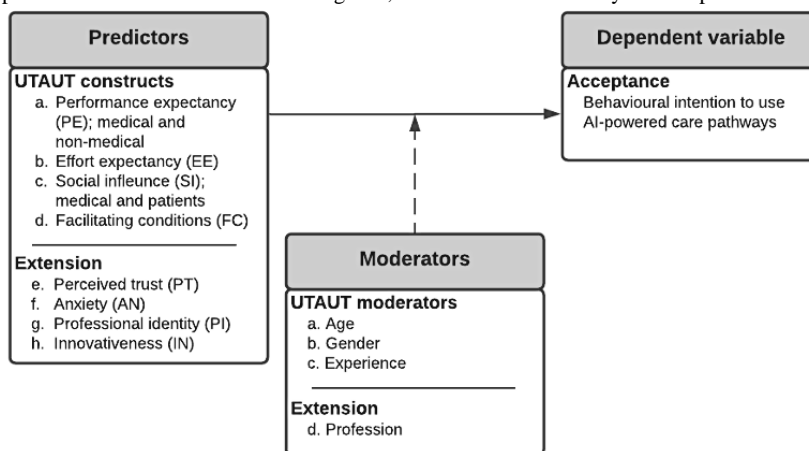 Predictors
UTAUT constructs
a. Performance expectancy
(PE); medical and
non-medical
b. Effort expectancy (EE)
c. Social infleunce (SI);
medical and patients
d. Facilitating conditions (FC)
Extension
e. Perceived trust (PT)
f. Anxiety (AN)
g. Professional identity (PI)
h. Innovativeness (IN)
Dependent variable
Acceptance
Behavioural intention to use
AI-powered care pathways
Moderators
UTAUT moderators
a. Age
b. Gender
c. Experience
Extension
d. Profession